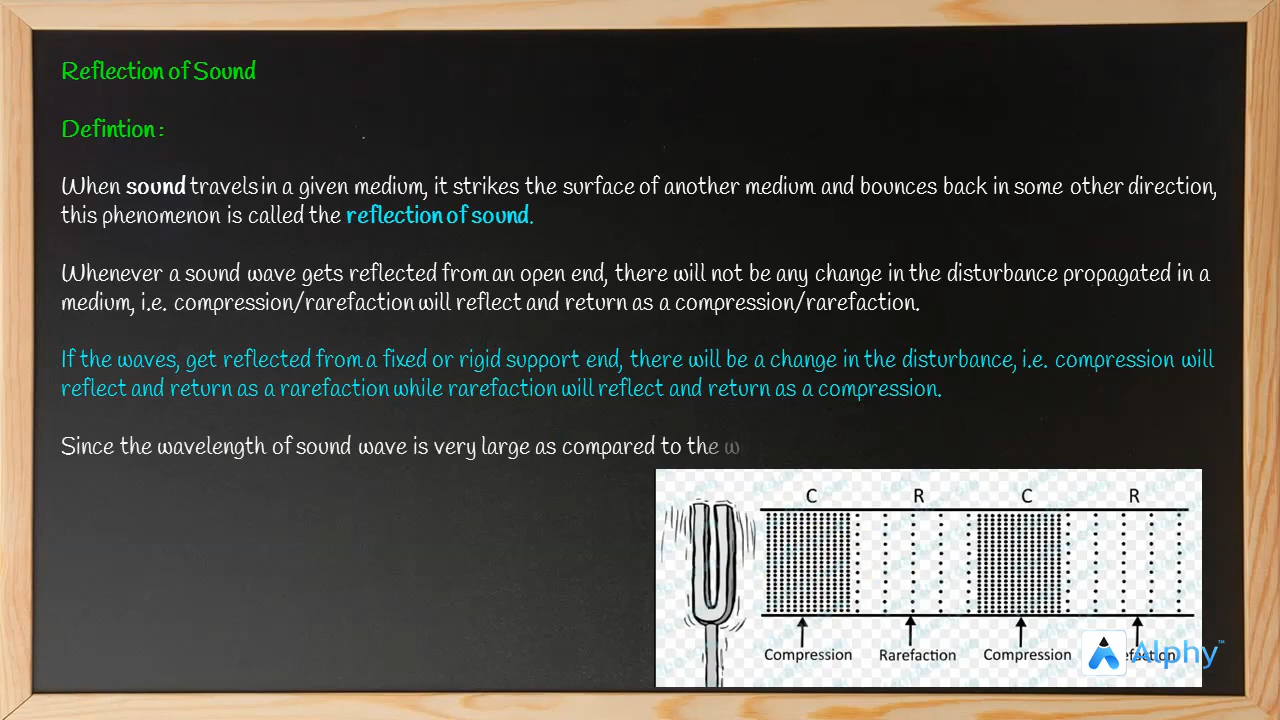 Reflection of Sound
Defintion :
When sound travels in a given medium, it strikes the surface of another medium and bounces back in some other direction,
this phenomenon is called the reflection of sound.
Whenever a sound wave gets reflected from an open end, there will not be any change in the disturbance propagated in a
medium, i.e. compression/rarefaction will reflect and return as a compression/rarefaction.
If the waves, get reflected from a fixed or rigid support end, there will be a change in the disturbance, i.e. compression will
reflect and return as a rarefaction while rarefaction will reflect and return as a compression.
Since the wavelength of sound wave is very large as compared to the w
C R C R
Compression Rarefaction Compression efaction
Alphy™